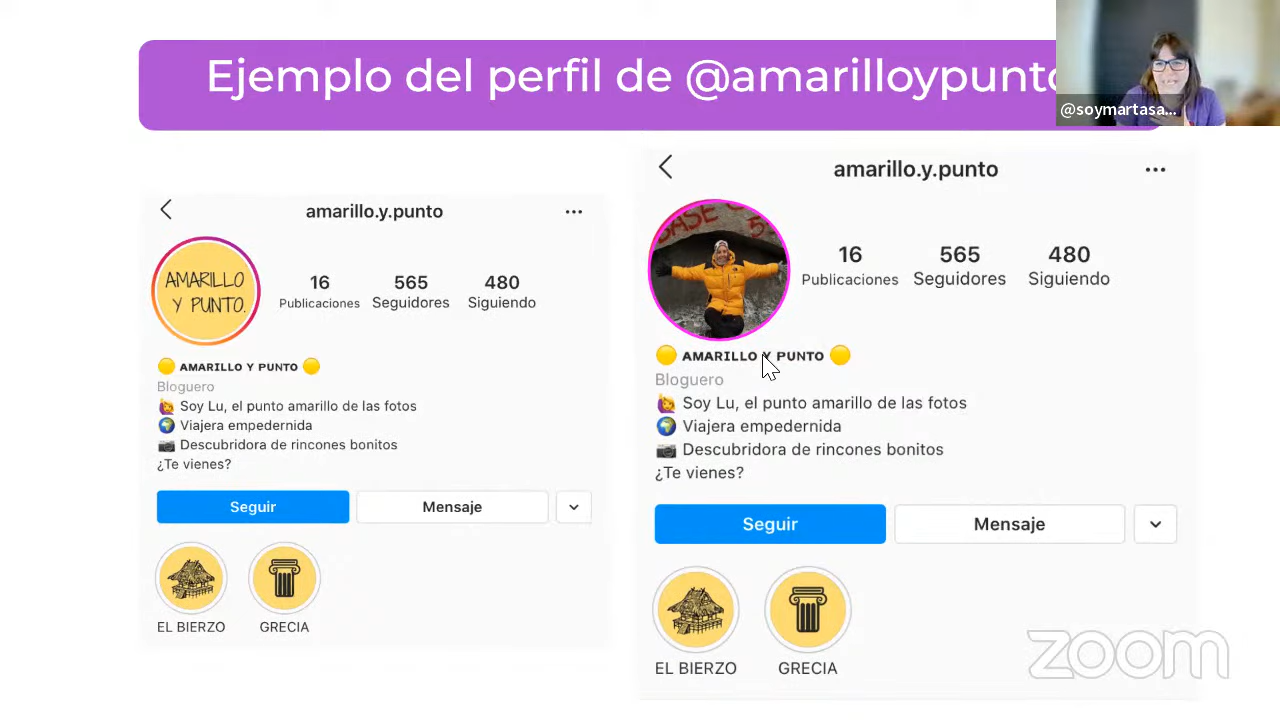 Ejemplo del perfil de @amarilloypunto
@soymartasa...
amarillo.y.punto
AMARILLO
Y PUNTO.
16
Publicaciones
565
Seguidores
480
Siguiendo
AMARILLO Y PUNTO
Bloguero
Soy Lu, el punto amarillo de las fotos
Viajera empedernida
Descubridora de rincones bonitos
¿Te vienes?
Seguir
Mensaje
EL BIERZO
GRECIA
amarillo.y.punto
16
Publicaciones
565
Seguidores
480
Siguiendo
AMARILLO Y PUNTO
Bloguero
Soy Lu, el punto amarillo de las fotos
Viajera empedernida
Descubridora de rincones bonitos
¿Te vienes?
Seguir
Mensaje
EL BIERZO
GRECIA
zoom